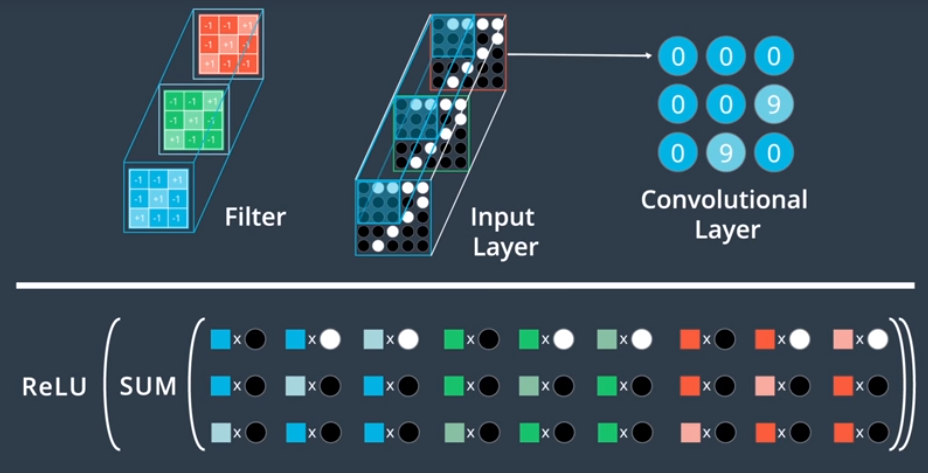 -1 -1 +1
-1 +1 -1
+1 -1 -1
-1 -1 +1
-1 +1 -1
+1 -1 -1
-1 -1 +1
-1 +1 -1
+1 -1 -1
Filter
Input
Layer
0 0 0
0 0 9
0 9 0
Convolutional
Layer
ReLU ( SUM ( x x x x x x x x x ) )
x x x x x x x x x
x x x x x x x x x